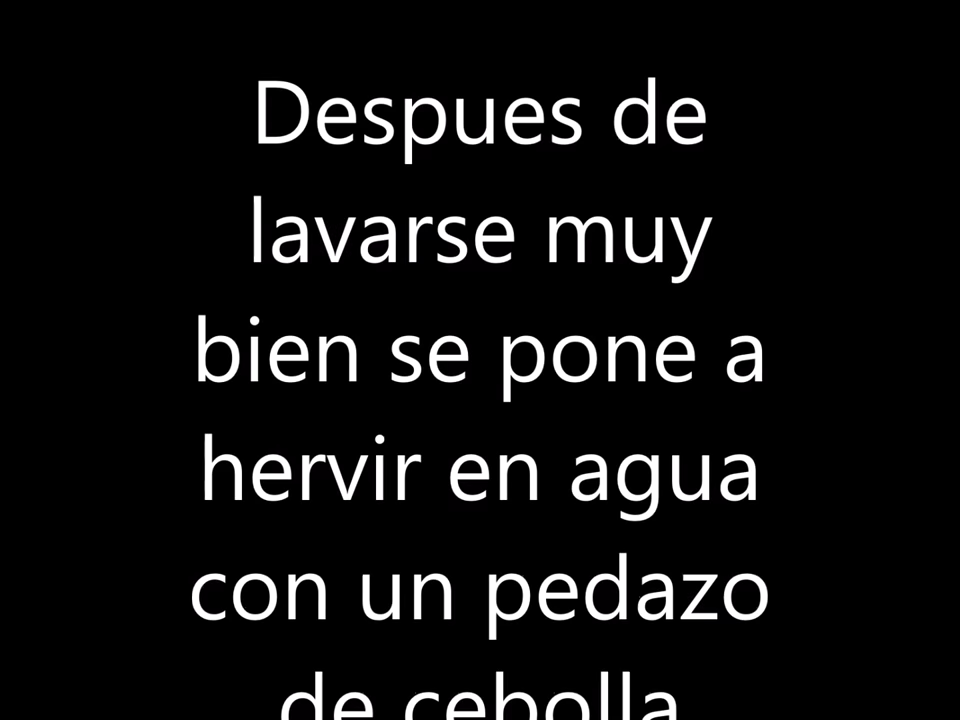 Despues de
lavarse muy
bien se pone a
hervir en agua
con un pedazo
de cebolla